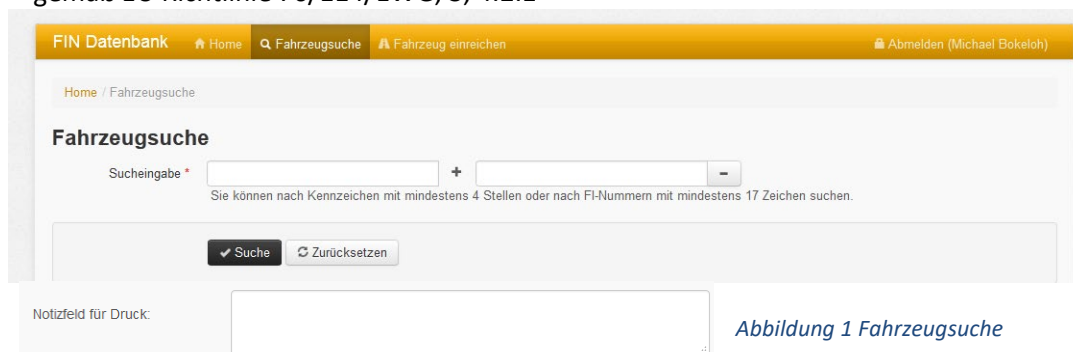 FIN Datenbank Home Fahrzeugsuche Fahrzeug einreichen Abmelden (Michael Bokeloh)
Home / Fahrzeugsuche
Fahrzeugsuche
Sucheingabe * + −
Sie können nach Kennzeichen mit mindestens 4 Stellen oder nach FI-Nummern mit mindestens 17 Zeichen suchen.
Suche Zurücksetzen
Notizfeld für Druck:
Abbildung 1 Fahrzeugsuche